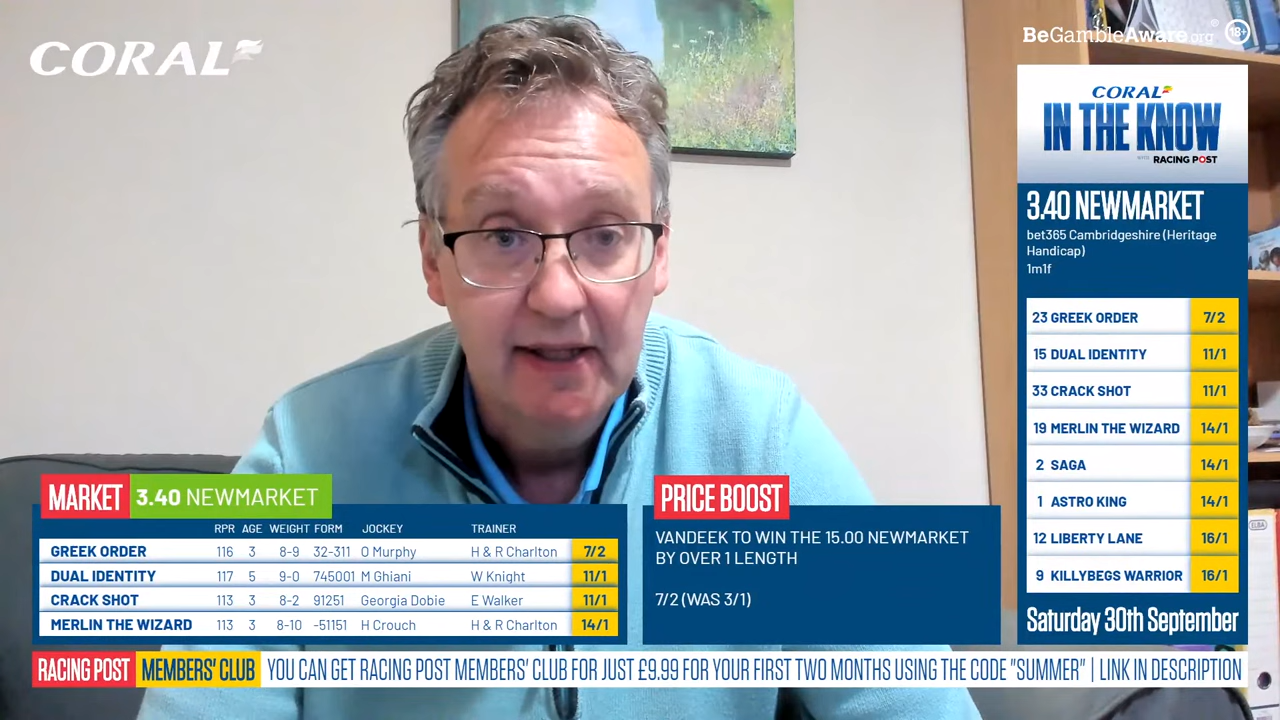 CORAL
BeGambleAware.org® 18+
CORAL
IN THE KNOW
WITH RACING POST
3.40 NEWMARKET
bet365 Cambridgeshire (Heritage
Handicap)
1m1f
23 GREEK ORDER 7/2
15 DUAL IDENTITY 11/1
33 CRACK SHOT 11/1
19 MERLIN THE WIZARD 14/1
2 SAGA 14/1
1 ASTRO KING 14/1
12 LIBERTY LANE 16/1
9 KILLYBEGS WARRIOR 16/1
Saturday 30th September
MARKET 3.40 NEWMARKET
RPR AGE WEIGHT FORM JOCKEY TRAINER
GREEK ORDER 116 3 8-9 32-311 O Murphy H & R Charlton 7/2
DUAL IDENTITY 117 5 9-0 745001 M Ghiani W Knight 11/1
CRACK SHOT 113 3 8-2 91251 Georgia Dobie E Walker 11/1
MERLIN THE WIZARD 113 3 8-10 -51151 H Crouch H & R Charlton 14/1
PRICE BOOST
VANDEEK TO WIN THE 15.00 NEWMARKET
BY OVER 1 LENGTH
7/2 (WAS 3/1)
RACING POST MEMBERS' CLUB YOU CAN GET RACING POST MEMBERS' CLUB FOR JUST £9.99 FOR YOUR FIRST TWO MONTHS USING THE CODE "SUMMER" | LINK IN DESCRIPTION
ELBA